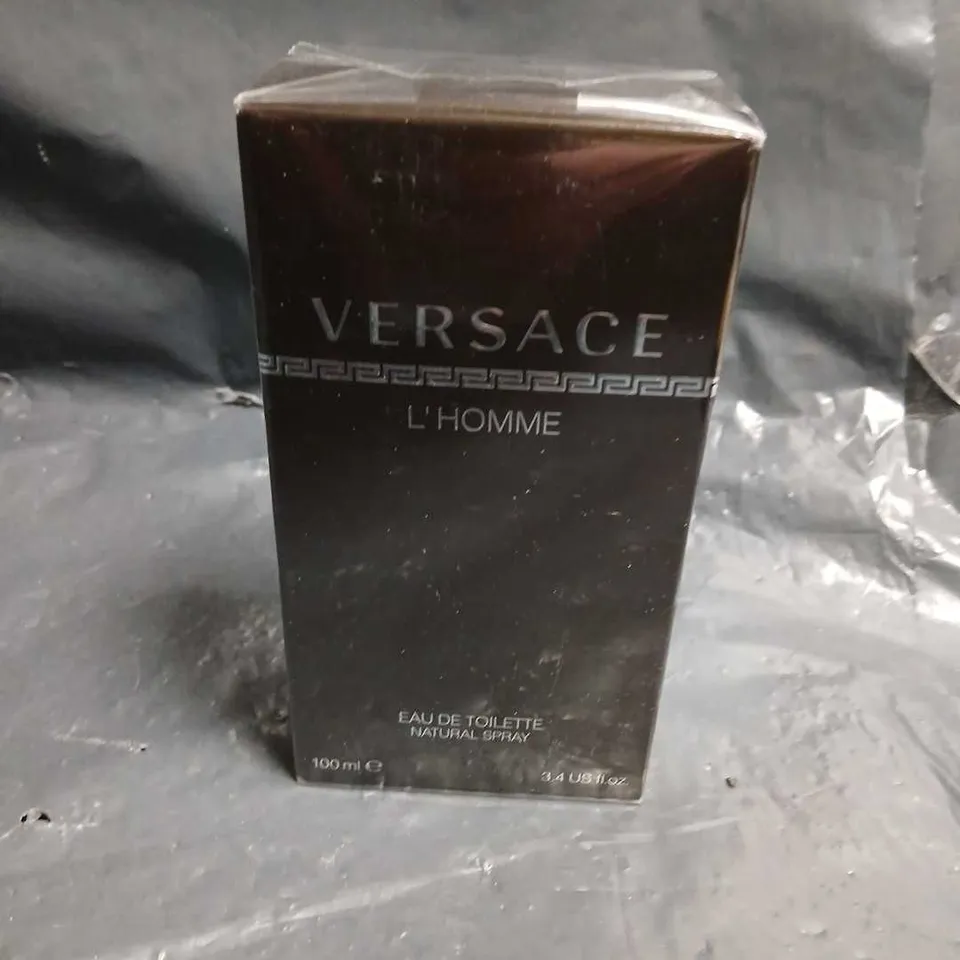 VERSACE
L'HOMME
EAU DE TOILETTE
NATURAL SPRAY
100 ml ℮
3.4 US fl.oz.